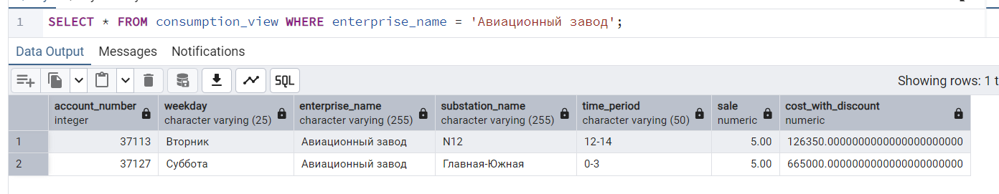 1 SELECT * FROM consumption_view WHERE enterprise_name = 'Авиационный завод';
Data Output Messages Notifications
SQL Showing rows: 1 t
account_number weekday enterprise_name substation_name time_period sale cost_with_discount
integer character varying (25) character varying (255) character varying (255) character varying (50) numeric numeric
1 37113 Вторник Авиационный завод N12 12-14 5.00 126350.0000000000000000000000
2 37127 Суббота Авиационный завод Главная-Южная 0-3 5.00 665000.0000000000000000000000